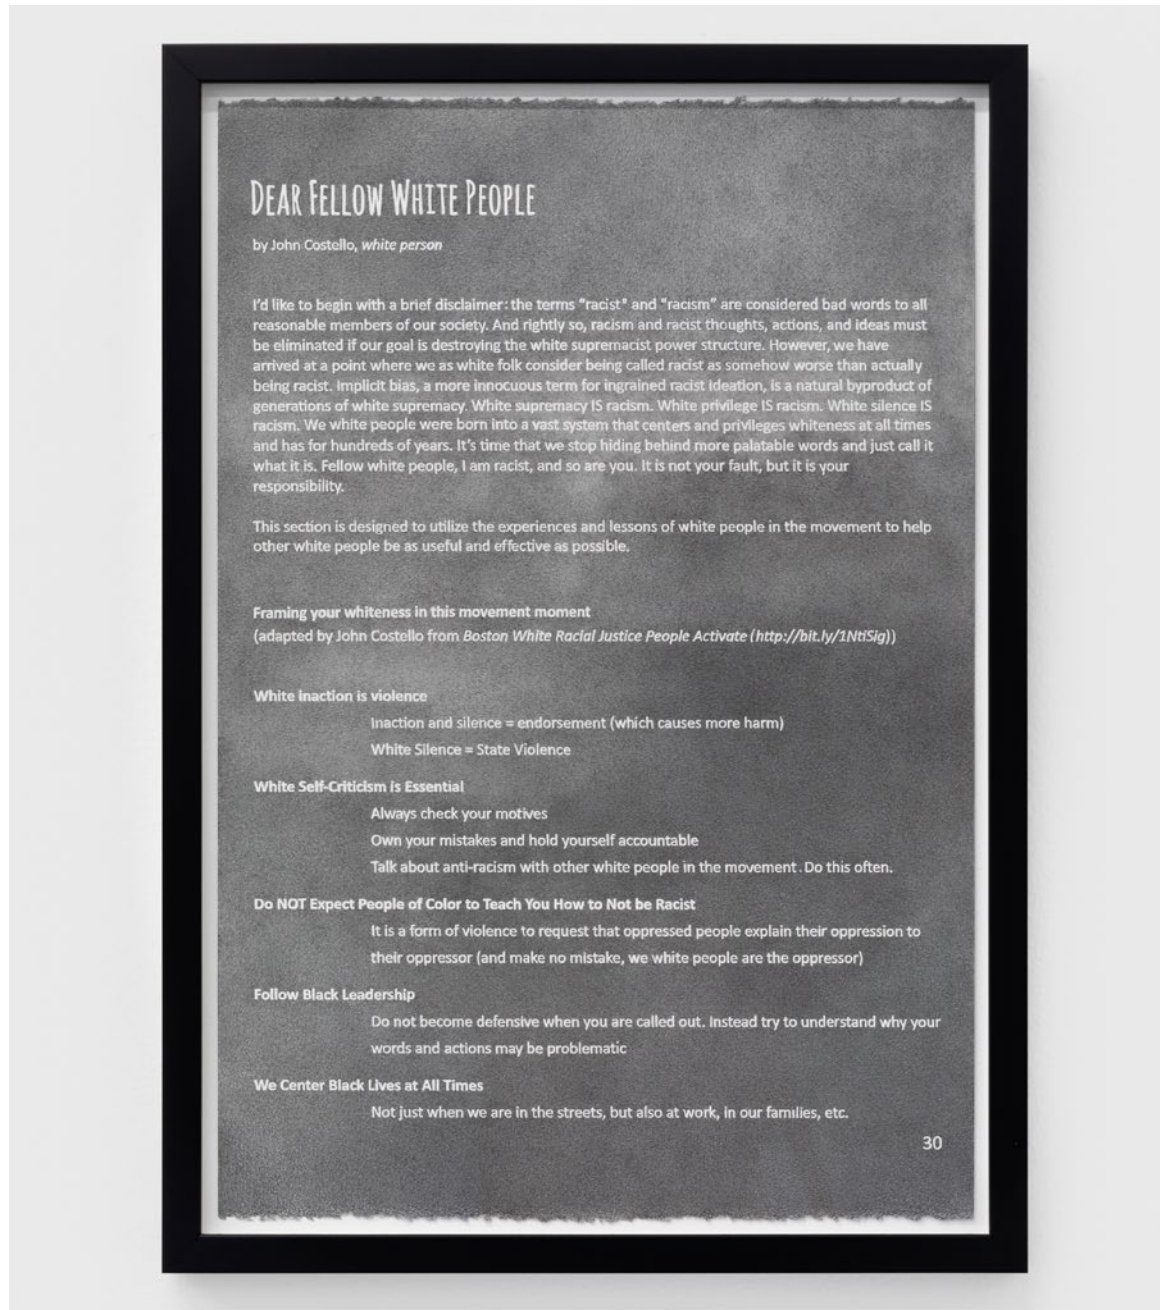 DEAR FELLOW WHITE PEOPLE
by John Costello, white person
I'd like to begin with a brief disclaimer: the terms "racist" and "racism" are considered bad words to all
reasonable members of our society. And rightly so, racism and racist thoughts, actions, and ideas must
be eliminated if our goal is destroying the white supremacist power structure. However, we have
arrived at a point where we as white folk consider being called racist as somehow worse than actually
being racist. Implicit bias, a more innocuous term for ingrained racist ideation, is a natural byproduct of
generations of white supremacy. White supremacy IS racism. White privilege IS racism. White silence IS
racism. We white people were born into a vast system that centers and privileges whiteness at all times
and has for hundreds of years. It's time that we stop hiding behind more palatable words and just call it
what it is. Fellow white people, I am racist, and so are you. It is not your fault, but it is your
responsibility.
This section is designed to utilize the experiences and lessons of white people in the movement to help
other white people be as useful and effective as possible.
Framing your whiteness in this movement moment
(adapted by John Costello from Boston White Racial Justice People Activate (http://bit.ly/1NtiSig))
White Inaction is violence
Inaction and silence = endorsement (which causes more harm)
White Silence = State Violence
White Self-Criticism is Essential
Always check your motives
Own your mistakes and hold yourself accountable
Talk about anti-racism with other white people in the movement. Do this often.
Do NOT Expect People of Color to Teach You How to Not be Racist
It is a form of violence to request that oppressed people explain their oppression to
their oppressor (and make no mistake, we white people are the oppressor)
Follow Black Leadership
Do not become defensive when you are called out. Instead try to understand why your
words and actions may be problematic
We Center Black Lives at All Times
Not just when we are in the streets, but also at work, in our families, etc.
30